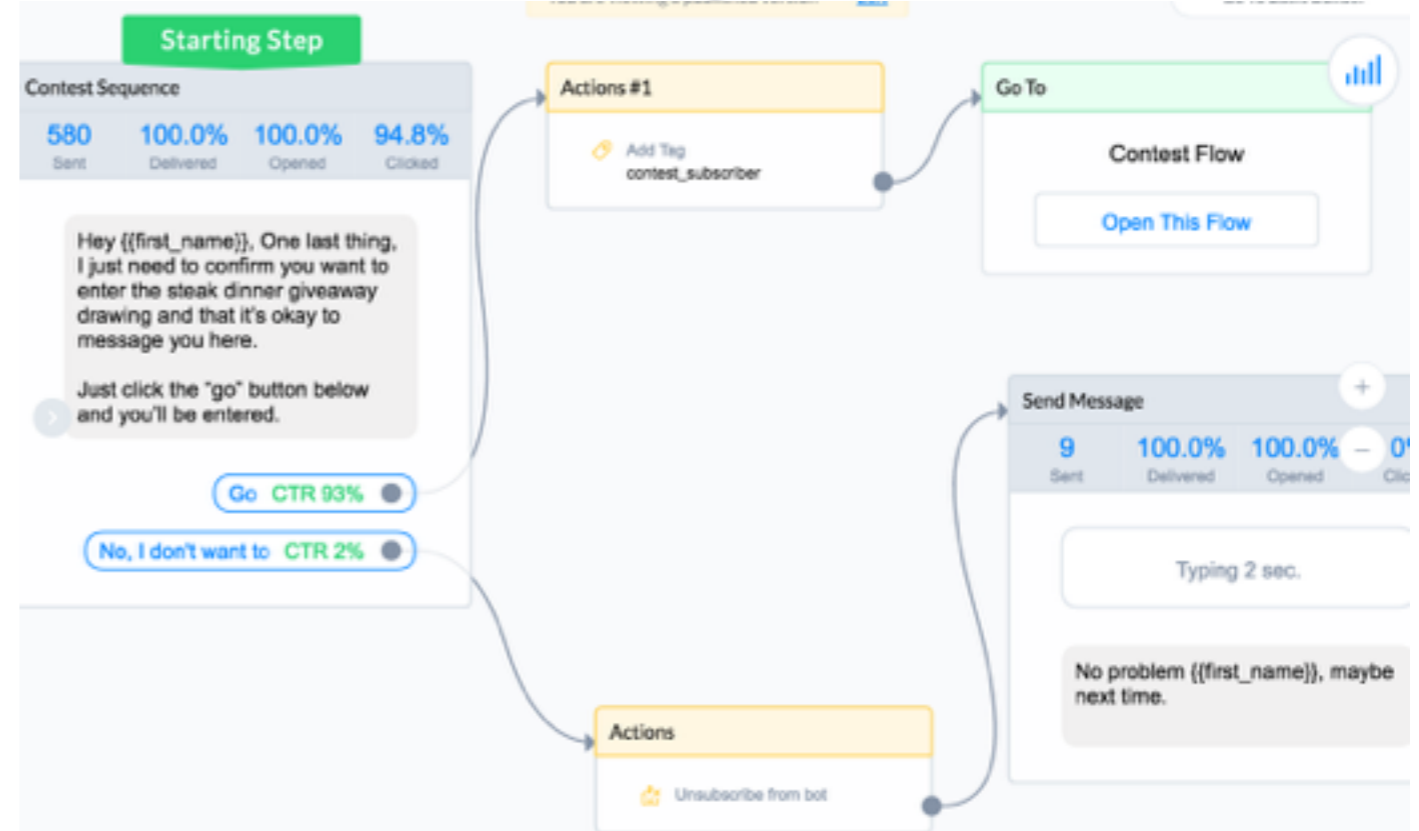 Starting Step
Contest Sequence
580 100.0% 100.0% 94.8%
Sent Delivered Opened Clicked
Hey {{first_name}}, One last thing,
I just need to confirm you want to
enter the steak dinner giveaway
drawing and that it's okay to
message you here.
Just click the "go" button below
and you'll be entered.
Go CTR 93%
No, I don't want to CTR 2%
Actions #1
Add Tag
contest_subscriber
Go To
Contest Flow
Open This Flow
Send Message
9 100.0% 100.0%
Sent Delivered Opened
Typing 2 sec.
No problem {{first_name}}, maybe
next time.
Actions
Unsubscribe from bot